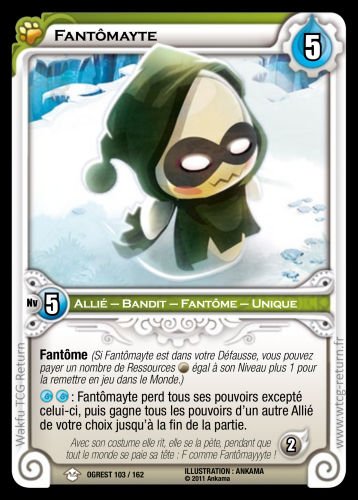 FANTÔMAYTE
5
Nv 5 ALLIÉ – BANDIT – FANTÔME – UNIQUE
Fantôme (Si Fantômayte est dans votre Défausse, vous pouvez
payer un nombre de Ressources égal à son Niveau plus 1 pour
la remettre en jeu dans le Monde.)
: Fantômayte perd tous ses pouvoirs excepté
celui-ci, puis gagne tous les pouvoirs d'un autre Allié
de votre choix jusqu'à la fin de la partie.
Avec son costume elle rit, elle se la pète, pendant que
tout le monde se paie sa tête : F comme Fantômayyyte !
2
OGREST 103 / 162
ILLUSTRATION : ANKAMA
© 2011 Ankama
Wakfu TCG Return
www.wtcg-return.fr